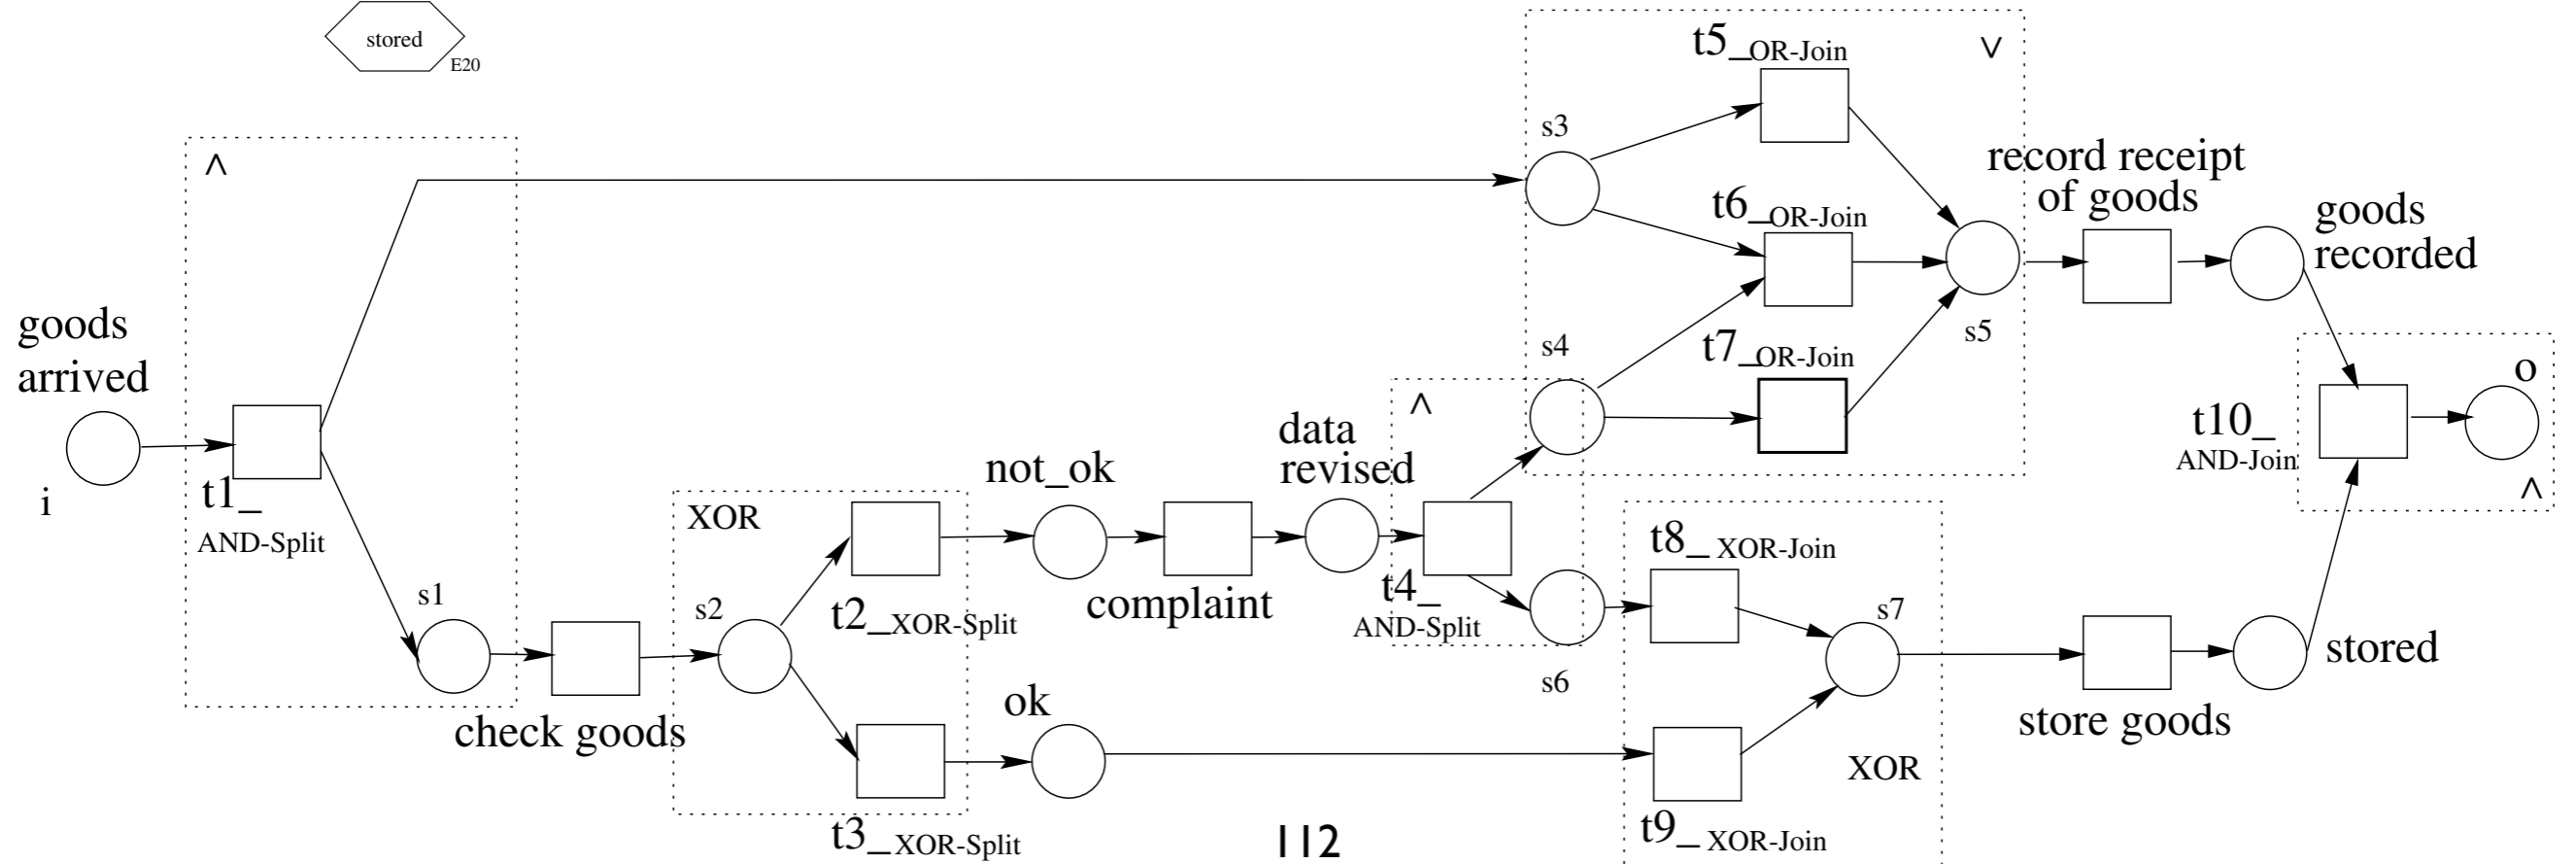 stored
E20
t5_OR-Join
V
s3
^
record receipt
of goods
t6_OR-Join
goods
recorded
goods
arrived
s4
t7_OR-Join
s5
o
^
data
revised
t10_
AND-Join
not_ok
i
t1_
AND-Split
XOR
^
t8_ XOR-Join
s1
s2
t2_XOR-Split
complaint
t4_
AND-Split
s7
stored
s6
ok
check goods
store goods
XOR
t3_XOR-Split
112
t9_ XOR-Join